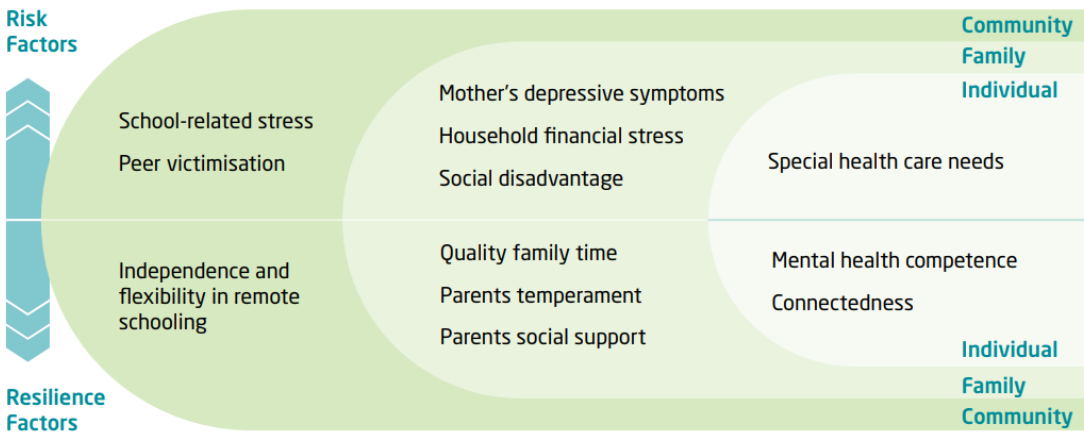 Risk
Factors
Community
Family
Individual
School-related stress
Peer victimisation
Mother's depressive symptoms
Household financial stress
Social disadvantage
Special health care needs
Independence and
flexibility in remote
schooling
Quality family time
Parents temperament
Parents social support
Mental health competence
Connectedness
Individual
Family
Community
Resilience
Factors